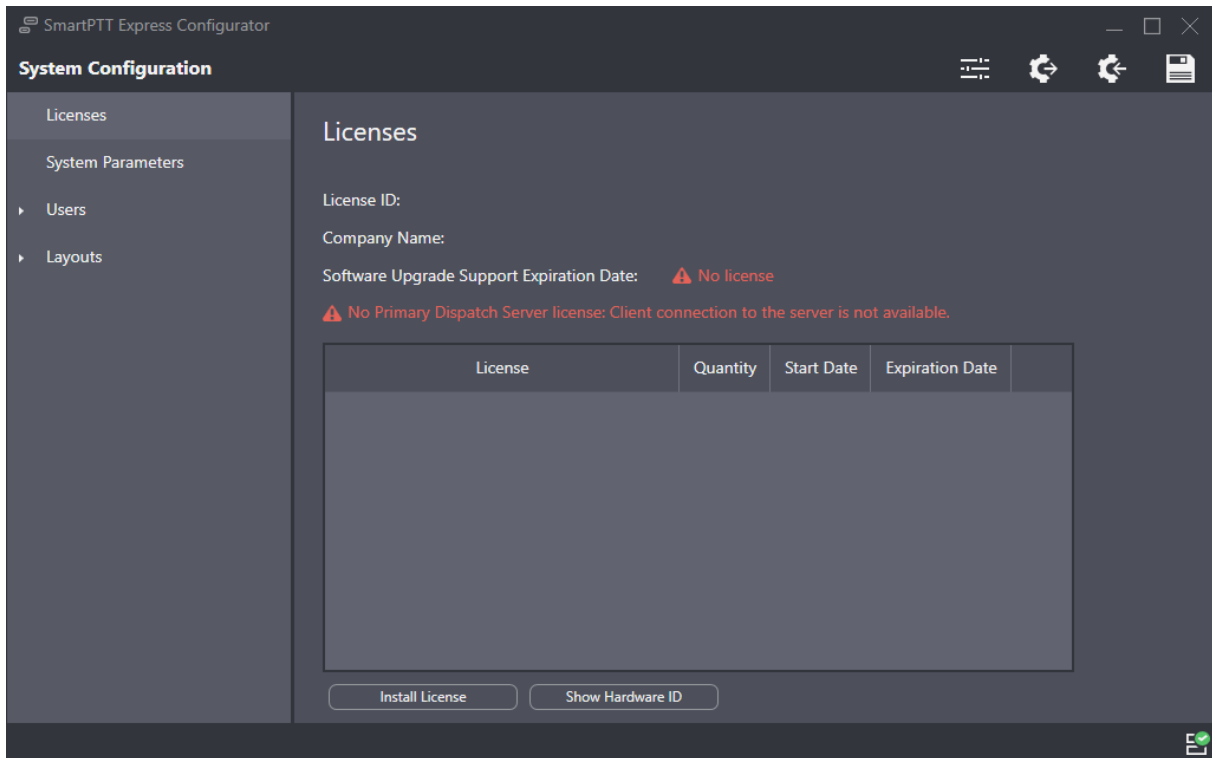 SmartPTT Express Configurator
System Configuration
Licenses
System Parameters
Users
Layouts
Licenses
License ID:
Company Name:
Software Upgrade Support Expiration Date: No license
No Primary Dispatch Server license: Client connection to the server is not available.
License Quantity Start Date Expiration Date
Install License Show Hardware ID